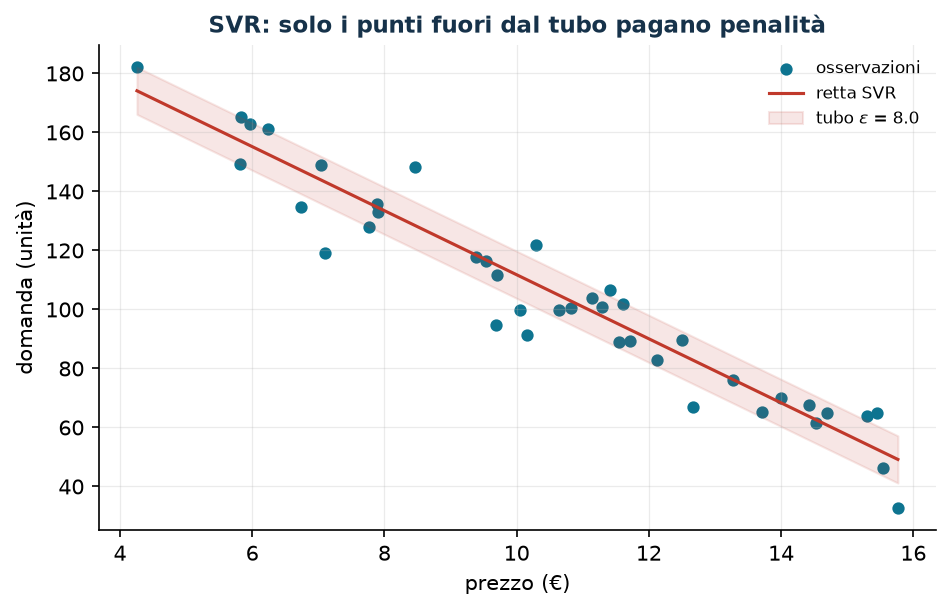 SVR: solo i punti fuori dal tubo pagano penalità
osservazioni
retta SVR
tubo ε = 8.0
domanda (unità)
180
160
140
120
100
80
60
40
4 6 8 10 12 14 16
prezzo (€)